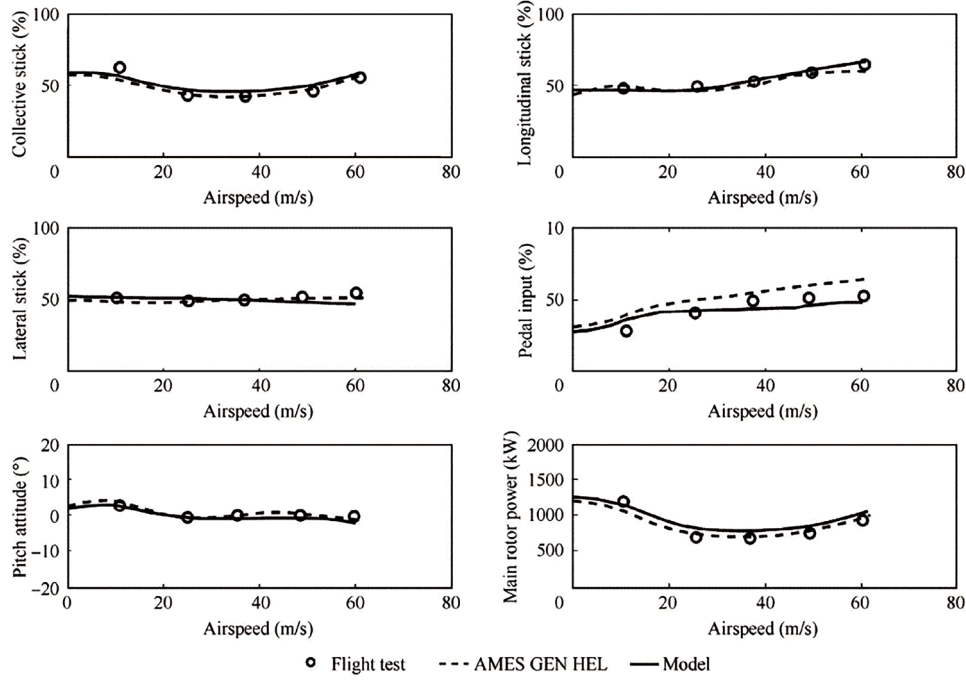 Collective stick (%)
100
50
0
0 20 40 60 80
Airspeed (m/s)
Longitudinal stick (%)
100
50
0
0 20 40 60 80
Airspeed (m/s)
Lateral stick (%)
100
50
0 20 40 60 80
Airspeed (m/s)
Pedal input (%)
10
50
0 20 40 60 80
Airspeed (m/s)
Pitch attitude (°)
20
10
0
−10
−20
0 20 40 60 80
Airspeed (m/s)
Main rotor power (kW)
2000
1500
1000
500
0 20 40 60 80
Airspeed (m/s)
Flight test AMES GEN HEL Model